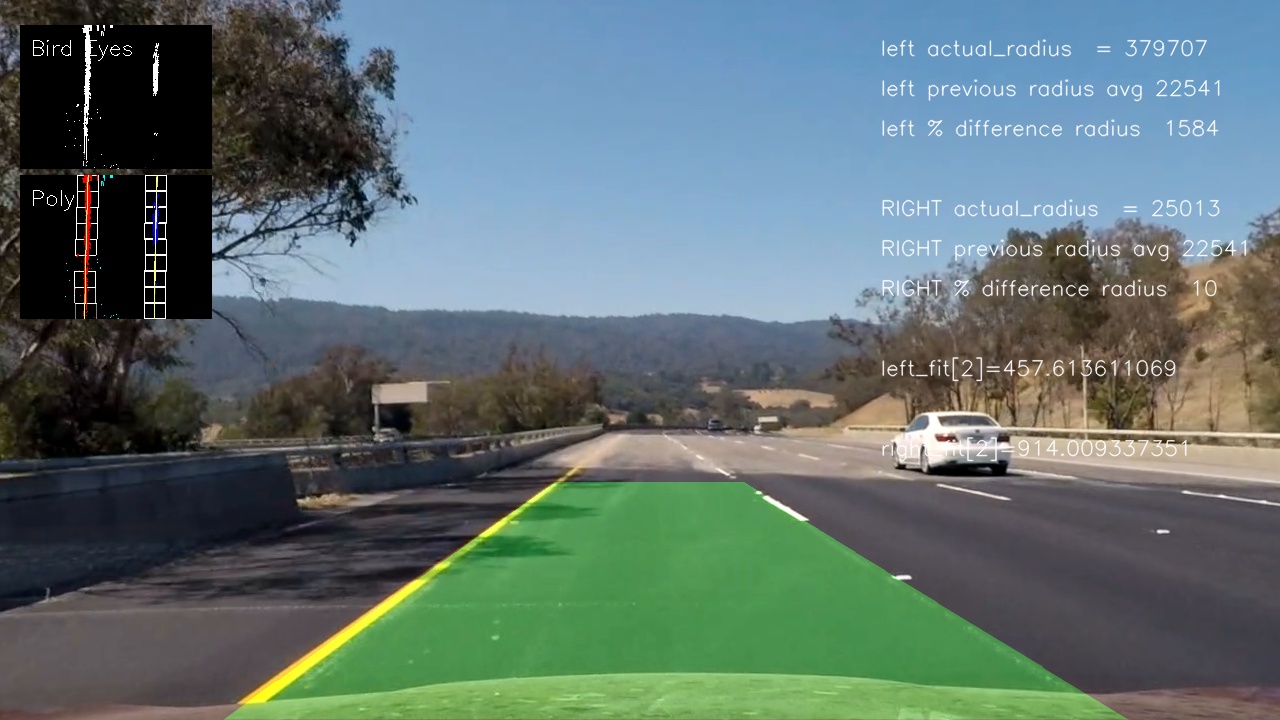 Bird Eyes
Poly
left actual_radius = 379707
left previous radius avg 22541
left % difference radius 1584
RIGHT actual_radius = 25013
RIGHT previous radius avg 22541
RIGHT % difference radius 10
left_fit[2]=457.613611069
right_fit[2]=914.009337351